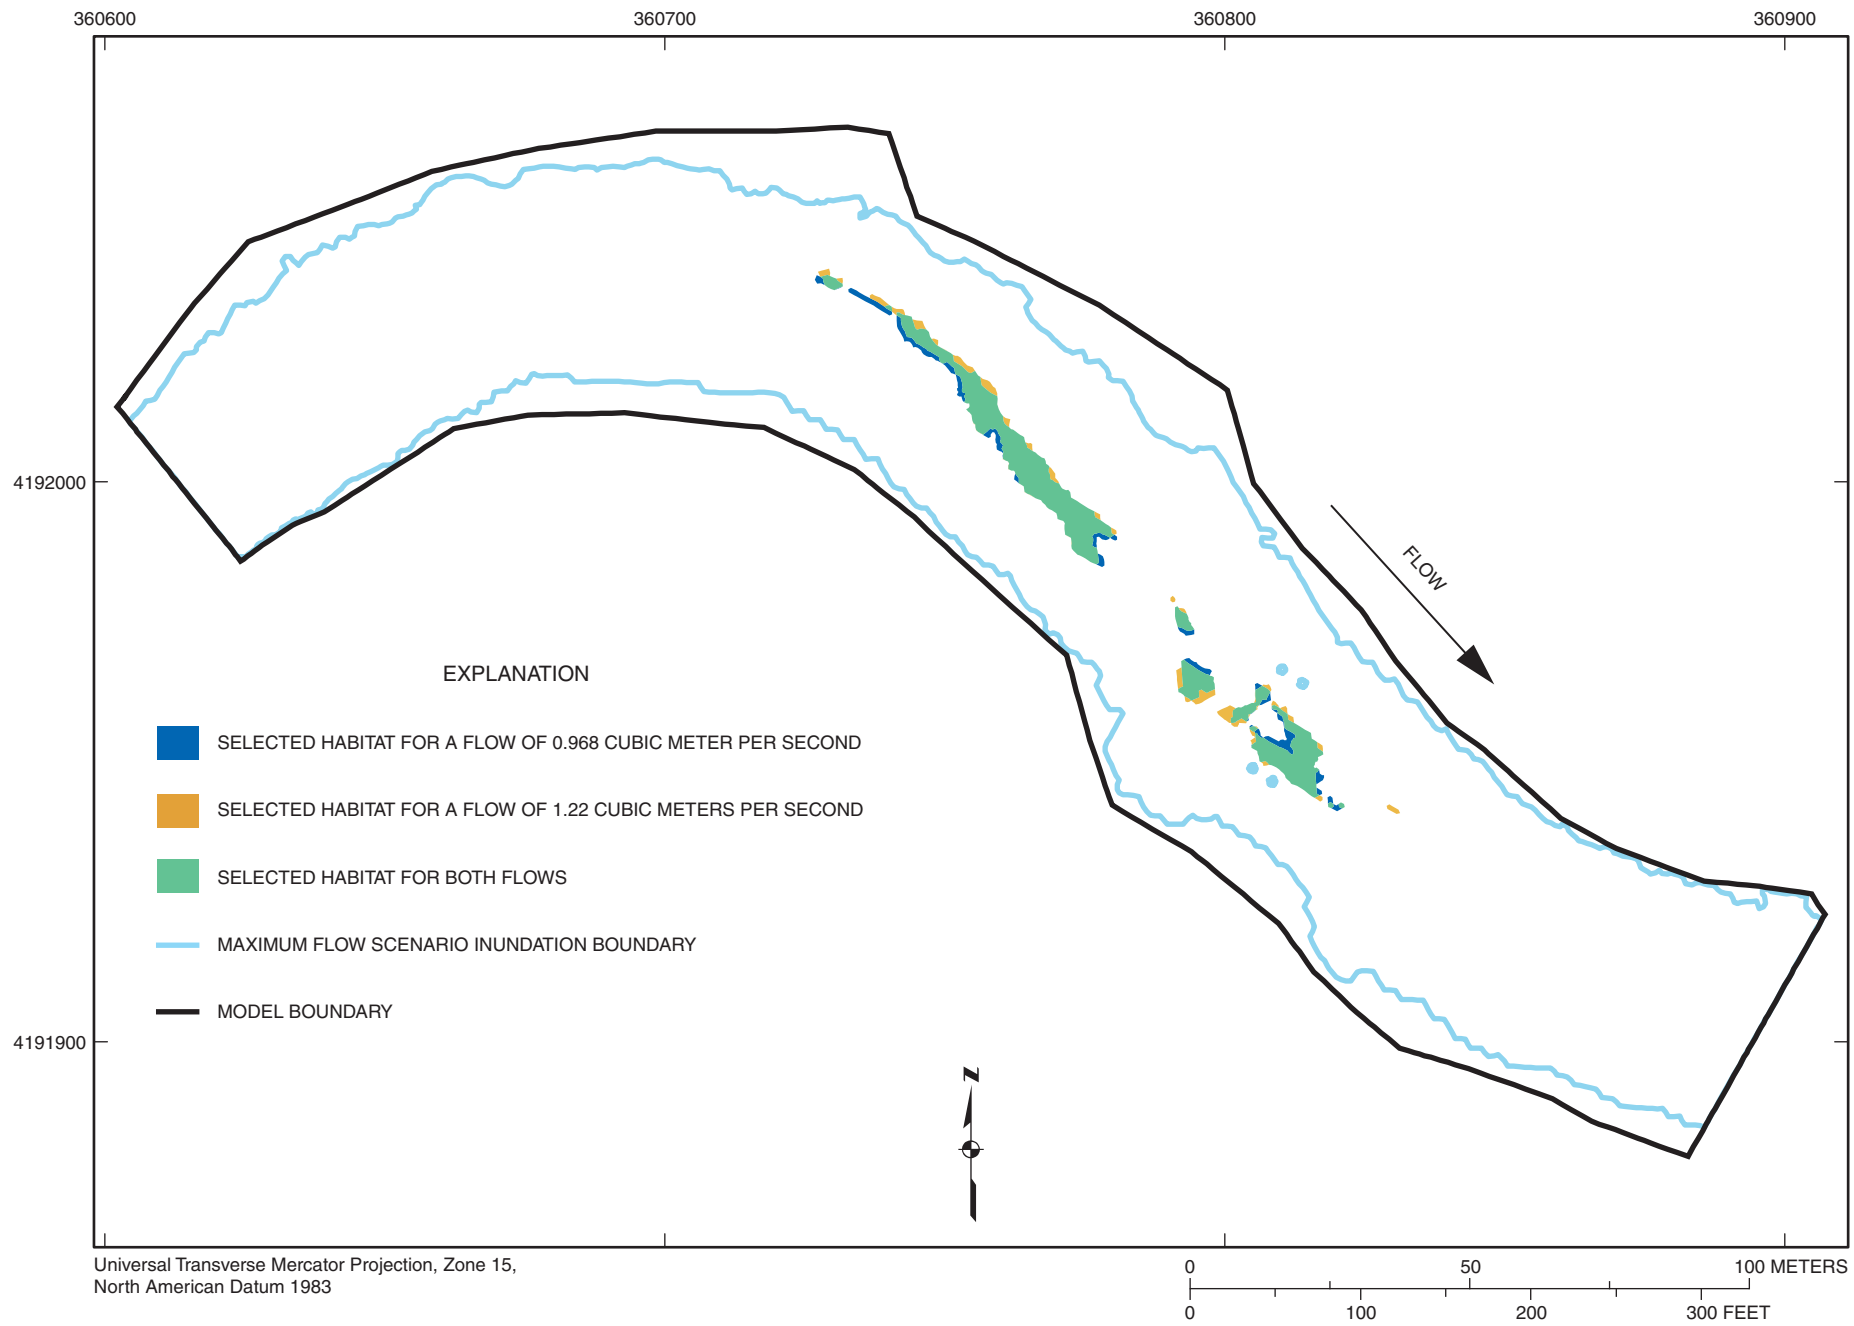 360600 360700 360800 360900
4192000
FLOW
EXPLANATION
SELECTED HABITAT FOR A FLOW OF 0.968 CUBIC METER PER SECOND
SELECTED HABITAT FOR A FLOW OF 1.22 CUBIC METERS PER SECOND
SELECTED HABITAT FOR BOTH FLOWS
MAXIMUM FLOW SCENARIO INUNDATION BOUNDARY
MODEL BOUNDARY
4191900
N
Universal Transverse Mercator Projection, Zone 15,
North American Datum 1983
0 50 100 METERS
0 100 200 300 FEET